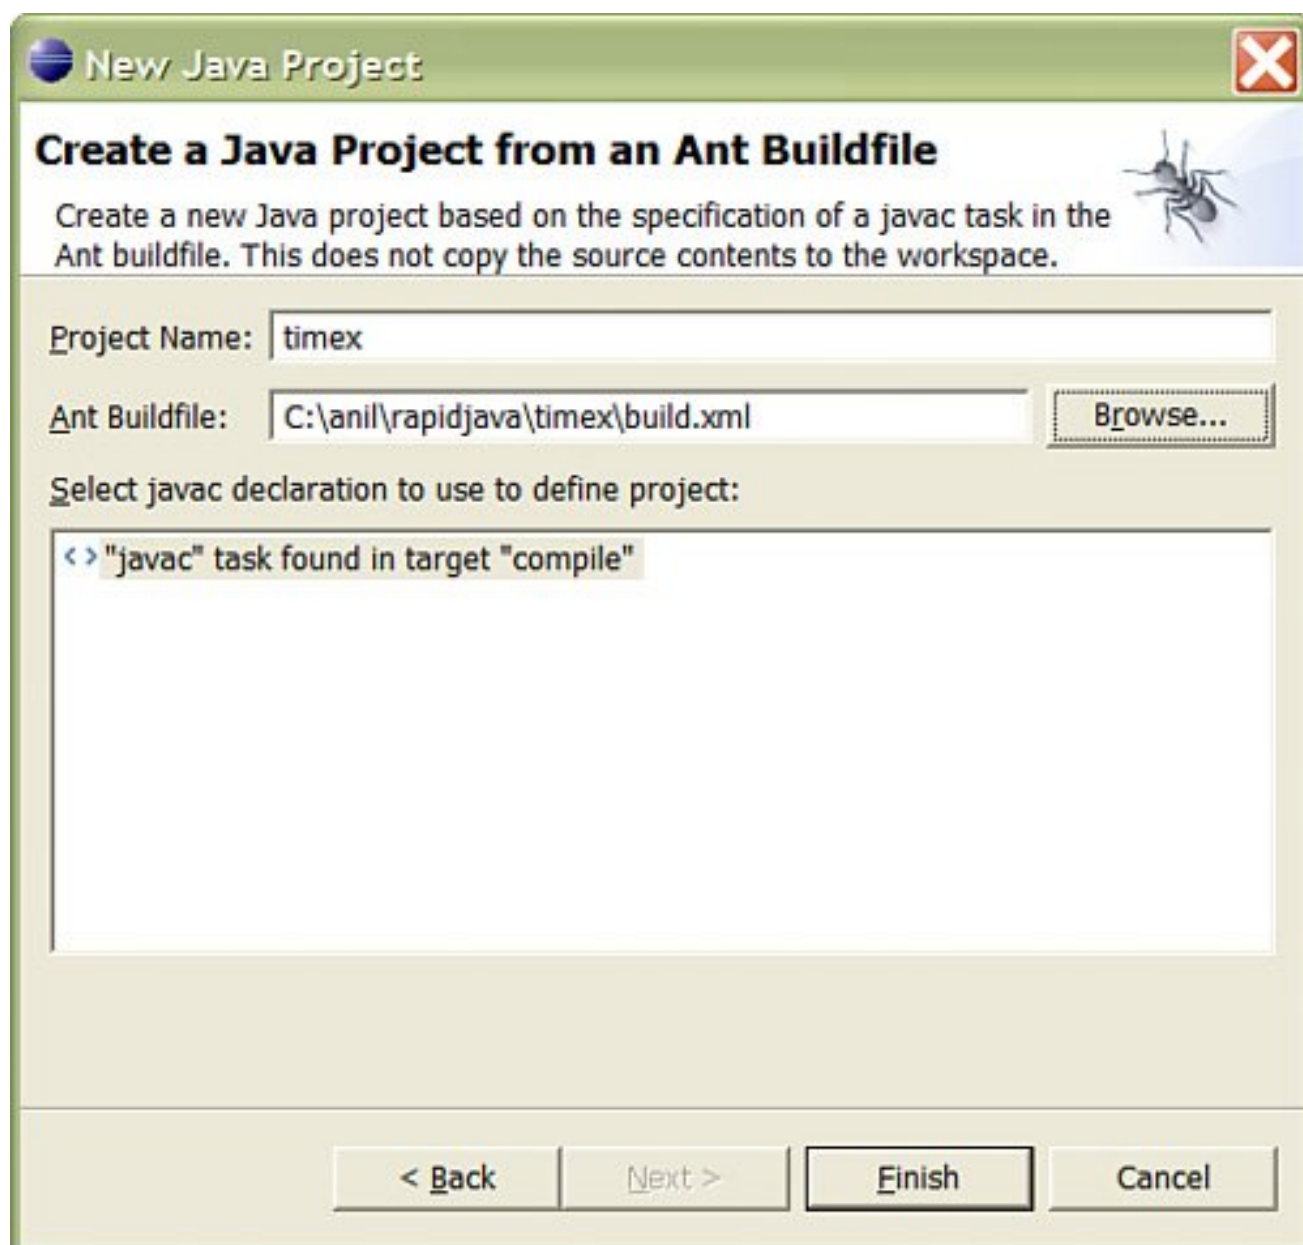 New Java Project
Create a Java Project from an Ant Buildfile
Create a new Java project based on the specification of a javac task in the
Ant buildfile. This does not copy the source contents to the workspace.
Project Name: timex
Ant Buildfile: C:\anil\rapidjava\timex\build.xml Browse...
Select javac declaration to use to define project:
"javac" task found in target "compile"
< Back Next > Finish Cancel